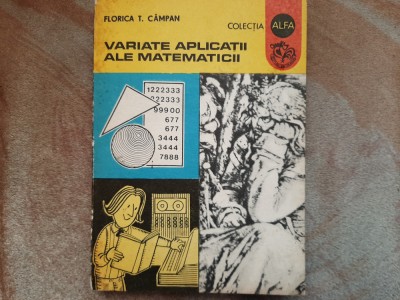 FLORICA T. CÂMPAN
COLECȚIA ALFA
VARIATE APLICAȚII
ALE MATEMATICII
1222333
222333
99900
677
677
3444
3444
7888